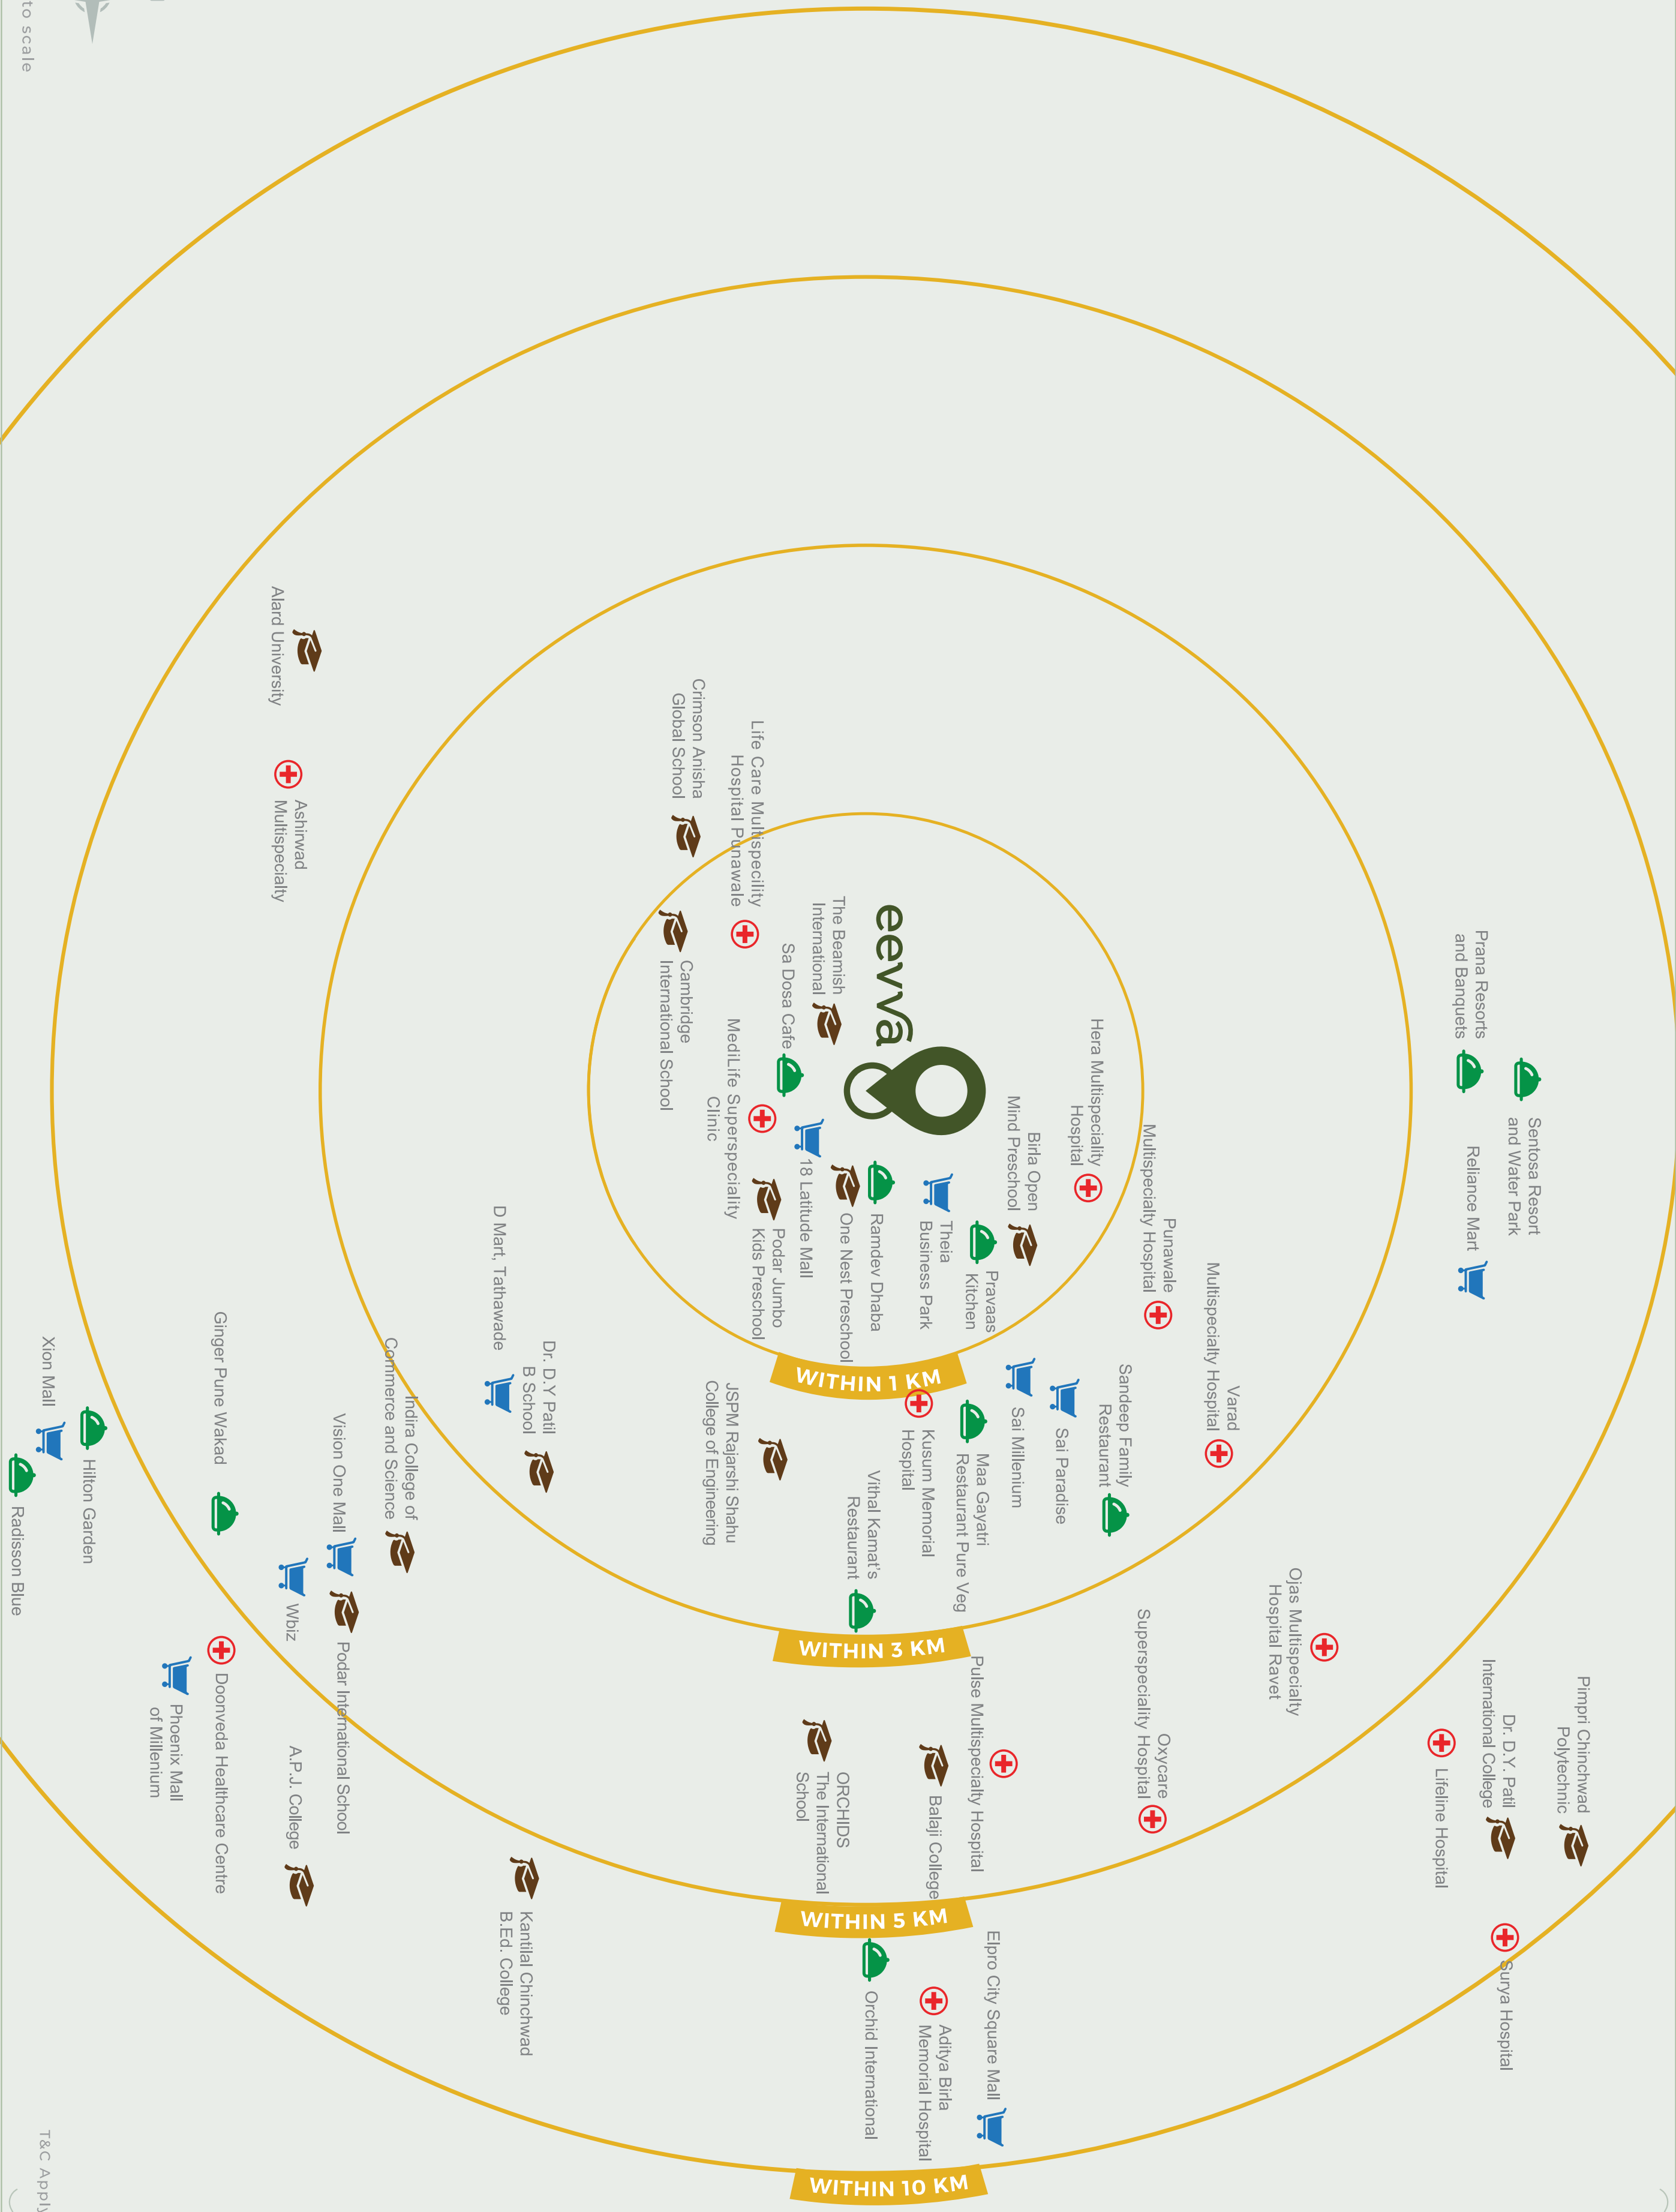 to scale
Alard University
Ashirwad
Multispecialty
Crimson Anisha
Global School
Life Care Multispecility
Hospital Punawale
Cambridge
International School
The Beamish
International
Sa Dosa Cafe
eevva
MediLife Superspeciality
Clinic
18 Latitude Mall
Podar Jumbo
Kids Preschool
One Nest Preschool
Ramdev Dhaba
Theia
Business Park
Pravaas
Kitchen
Birla Open
Mind Preschool
Hera Multispeciality
Hospital
WITHIN 1 KM
Punawale
Multispecialty Hospital
Varad
Multispecialty Hospital
Sandeep Family
Restaurant
Sai Paradise
Sai Millenium
Maa Gayatri
Restaurant Pure Veg
Kusum Memorial
Hospital
Vithal Kamat's
Restaurant
JSPM Rajarshi Shahu
College of Engineering
Dr. D.Y Patil
B School
D Mart, Tathawade
WITHIN 3 KM
Indira College of
Commerce and Science
Vision One Mall
Wbiz
Podar International School
Ginger Pune Wakad
ORCHIDS
The International
School
Balaji College
Pulse Multispecialty Hospital
Oxycare
Superspeciality Hospital
Ojas Multispecialty
Hospital Ravet
WITHIN 5 KM
Prana Resorts
and Banquets
Sentosa Resort
and Water Park
Reliance Mart
Pimpri Chinchwad
Polytechnic
Dr. D.Y. Patil
International College
Lifeline Hospital
Surya Hospital
Elpro City Square Mall
Aditya Birla
Memorial Hospital
Orchid International
Kantilal Chinchwad
B.Ed. College
A.P.J. College
Doonveda Healthcare Centre
Phoenix Mall
of Millenium
Hilton Garden
Xion Mall
Radisson Blue
WITHIN 10 KM
T&C Apply